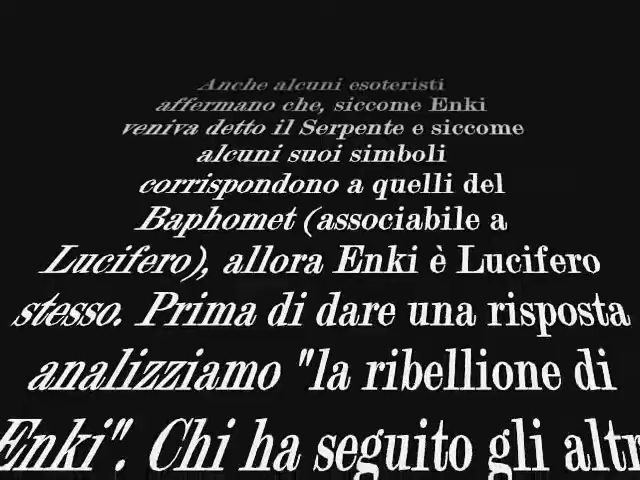 Anche alcuni esoteristi
affermano che, siccome Enki
veniva detto il Serpente e siccome
alcuni suoi simboli
corrispondono a quelli del
Baphomet (associabile a
Lucifero), allora Enki è Lucifero
stesso. Prima di dare una risposta
analizziamo "la ribellione di
Enki". Chi ha seguito gli altr